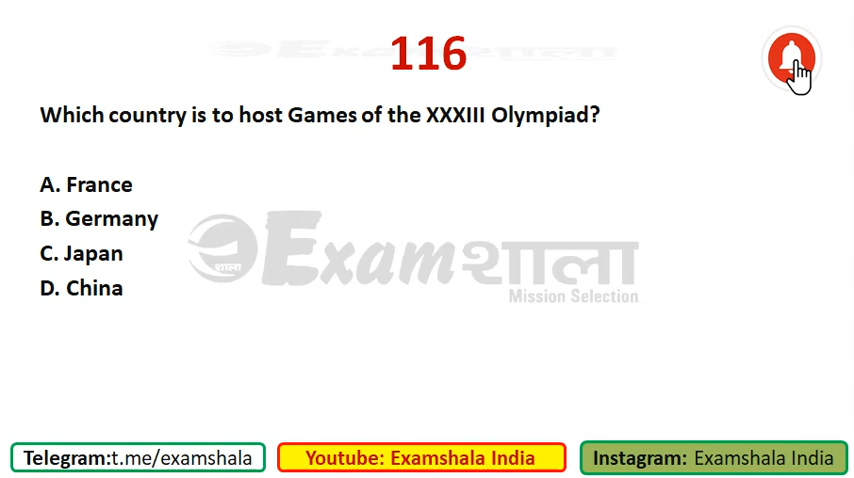 Examशाला
116
Which country is to host Games of the XXXIII Olympiad?
A. France
B. Germany
C. Japan
D. China
शाला
Examशाला
Mission Selection
Telegram:t.me/examshala
Youtube: Examshala India
Instagram: Examshala India